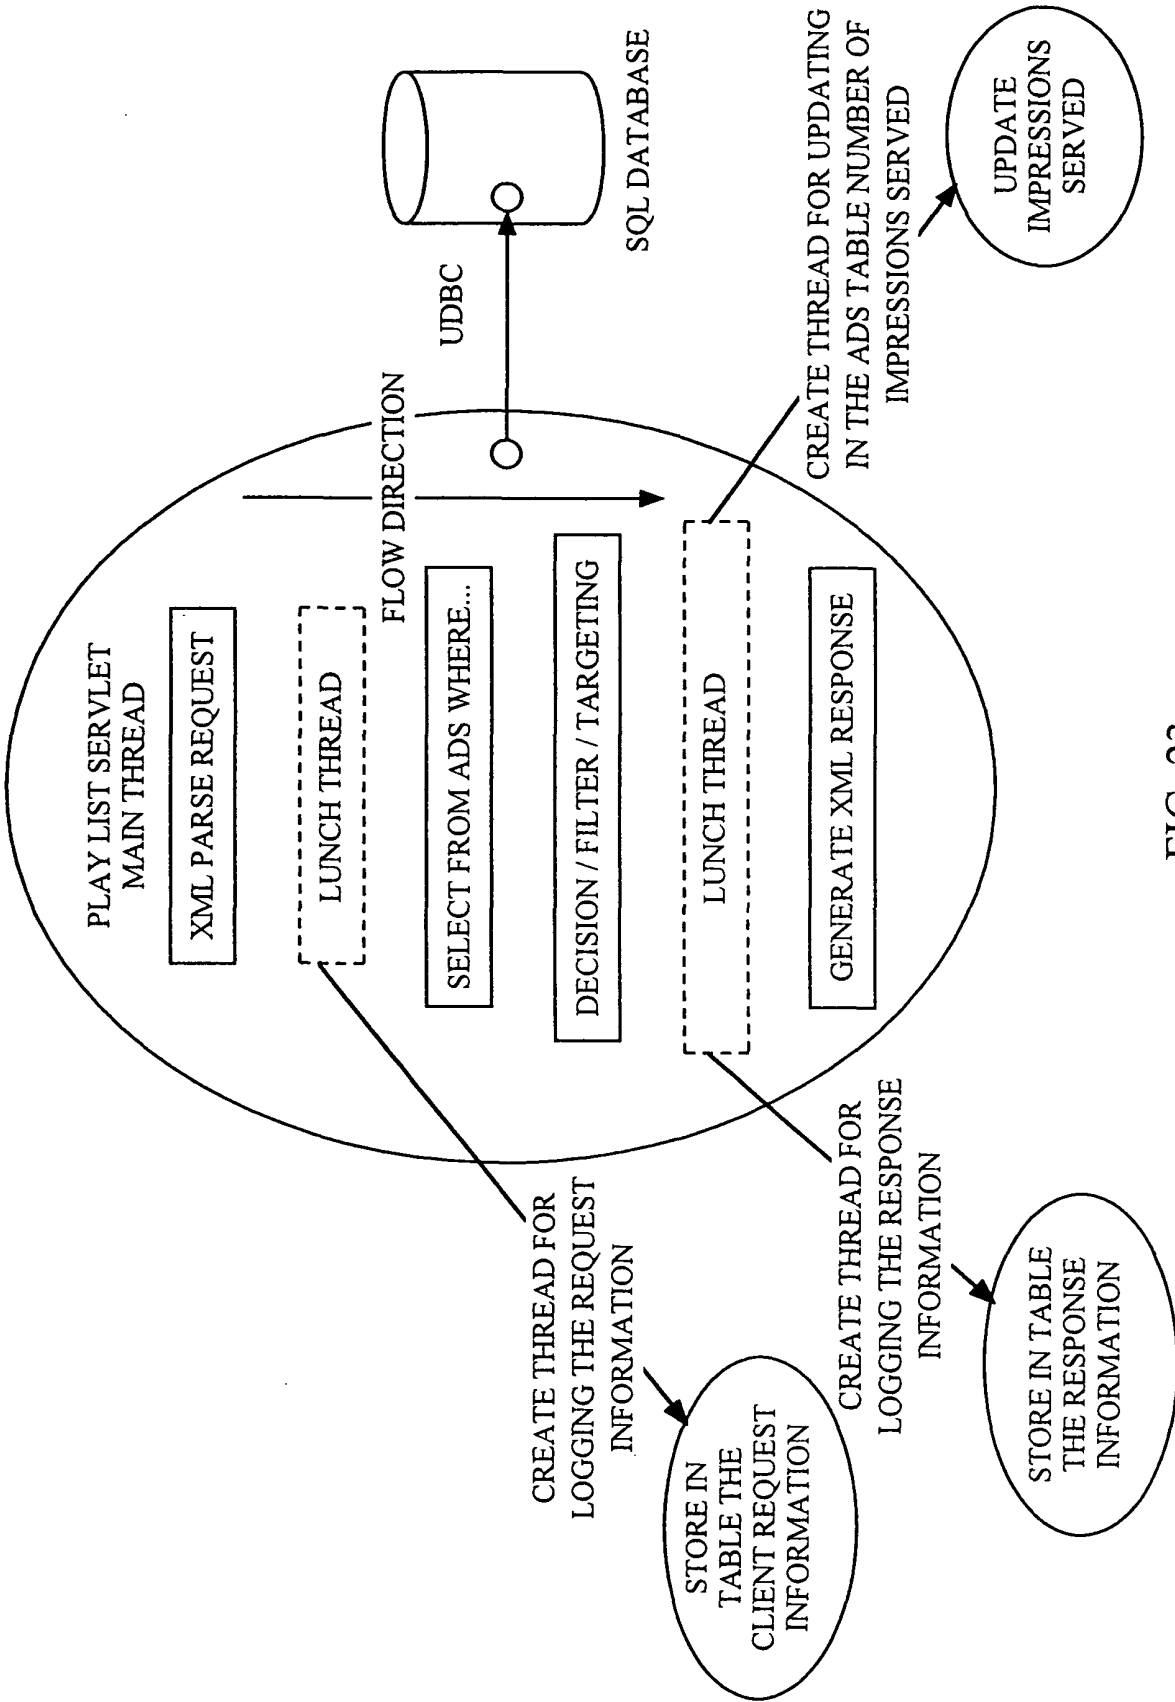 PLAY LIST SERVLET
MAIN THREAD
XML PARSE REQUEST
LUNCH THREAD
FLOW DIRECTION
SELECT FROM ADS WHERE...
DECISION / FILTER / TARGETING
LUNCH THREAD
GENERATE XML RESPONSE
UDBC
SQL DATABASE
CREATE THREAD FOR UPDATING
IN THE ADS TABLE NUMBER OF
IMPRESSIONS SERVED
UPDATE
IMPRESSIONS
SERVED
CREATE THREAD FOR
LOGGING THE REQUEST
INFORMATION
STORE IN
TABLE THE
CLIENT REQUEST
INFORMATION
CREATE THREAD FOR
LOGGING THE RESPONSE
INFORMATION
STORE IN TABLE
THE RESPONSE
INFORMATION
FIG.